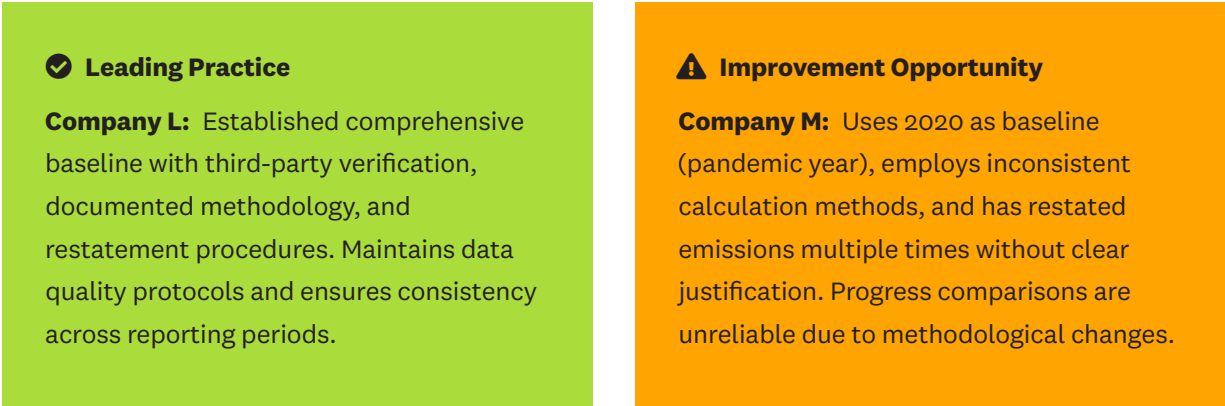 Leading Practice
Company L: Established comprehensive
baseline with third-party verification,
documented methodology, and
restatement procedures. Maintains data
quality protocols and ensures consistency
across reporting periods.
Improvement Opportunity
Company M: Uses 2020 as baseline
(pandemic year), employs inconsistent
calculation methods, and has restated
emissions multiple times without clear
justification. Progress comparisons are
unreliable due to methodological changes.